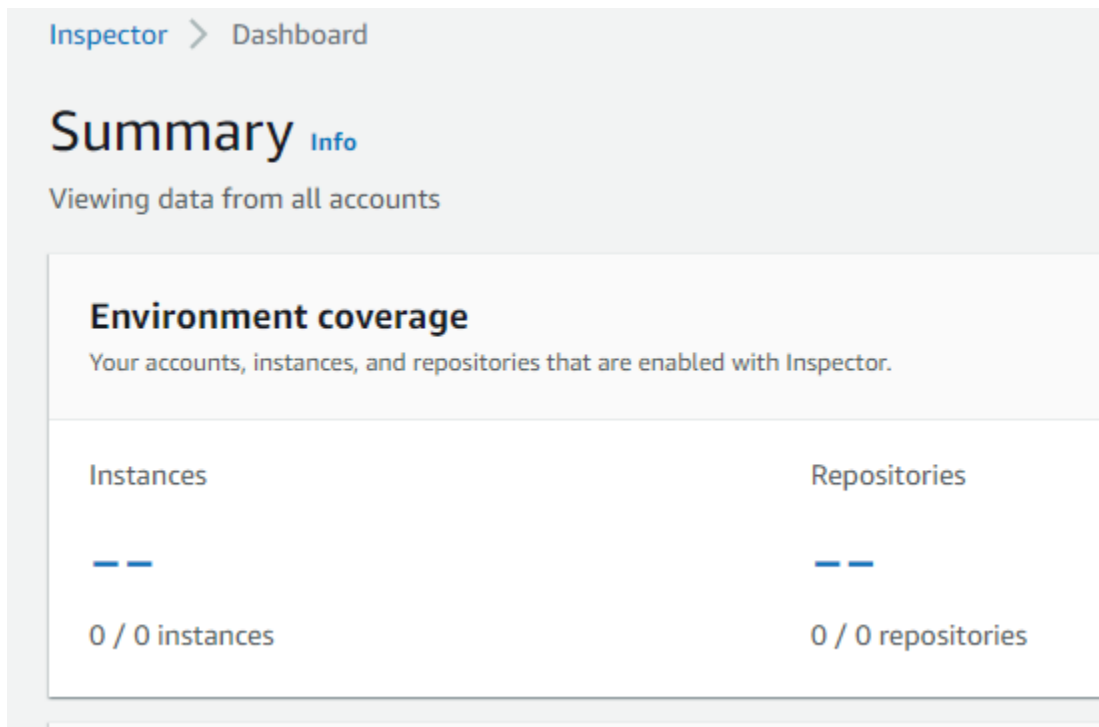 Inspector > Dashboard
Summary Info
Viewing data from all accounts
Environment coverage
Your accounts, instances, and repositories that are enabled with Inspector.
Instances
Repositories
--
--
0 / 0 instances
0 / 0 repositories